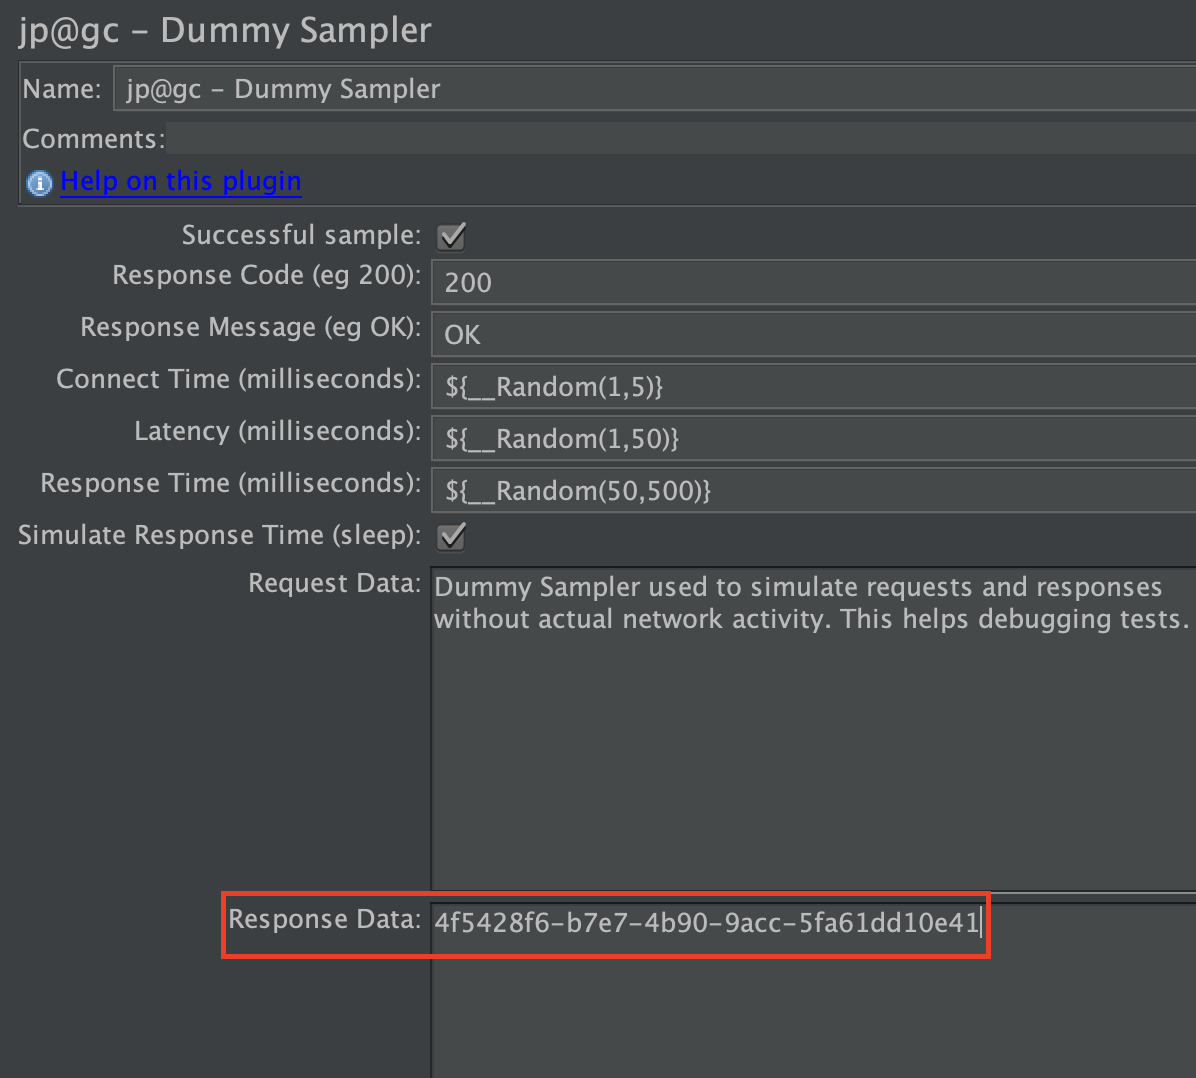 jp@gc – Dummy Sampler
Name: jp@gc – Dummy Sampler
Comments:
Help on this plugin
Successful sample:
Response Code (eg 200): 200
Response Message (eg OK): OK
Connect Time (milliseconds): ${__Random(1,5)}
Latency (milliseconds): ${__Random(1,50)}
Response Time (milliseconds): ${__Random(50,500)}
Simulate Response Time (sleep):
Request Data: Dummy Sampler used to simulate requests and responses
without actual network activity. This helps debugging tests.
Response Data: 4f5428f6-b7e7-4b90-9acc-5fa61dd10e41